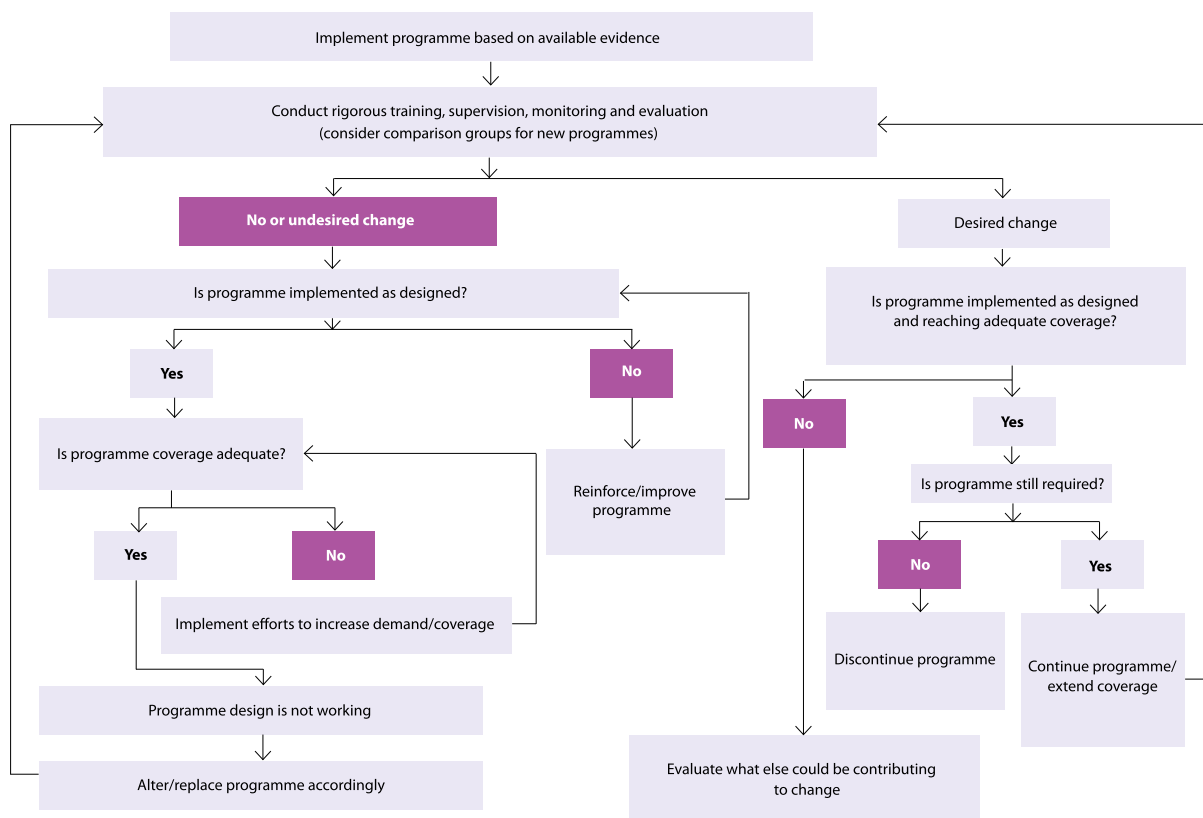 Implement programme based on available evidence
Conduct rigorous training, supervision, monitoring and evaluation
(consider comparison groups for new programmes)
No or undesired change
Desired change
Is programme implemented as designed?
Is programme implemented as designed
and reaching adequate coverage?
Yes
No
No
Yes
Is programme coverage adequate?
Reinforce/improve
programme
Is programme still required?
Yes
No
No
Yes
Implement efforts to increase demand/coverage
Discontinue programme
Continue programme/
extend coverage
Programme design is not working
Alter/replace programme accordingly
Evaluate what else could be contributing
to change